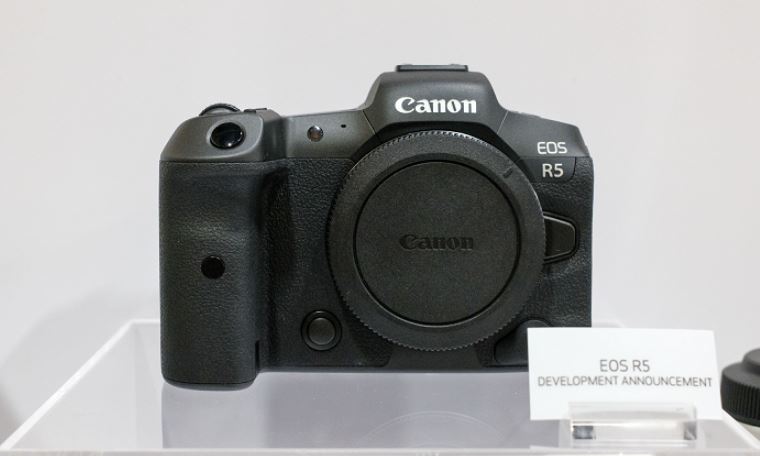 Canon
EOS
R5
Canon
EOS R5
DEVELOPMENT ANNOUNCEMENT